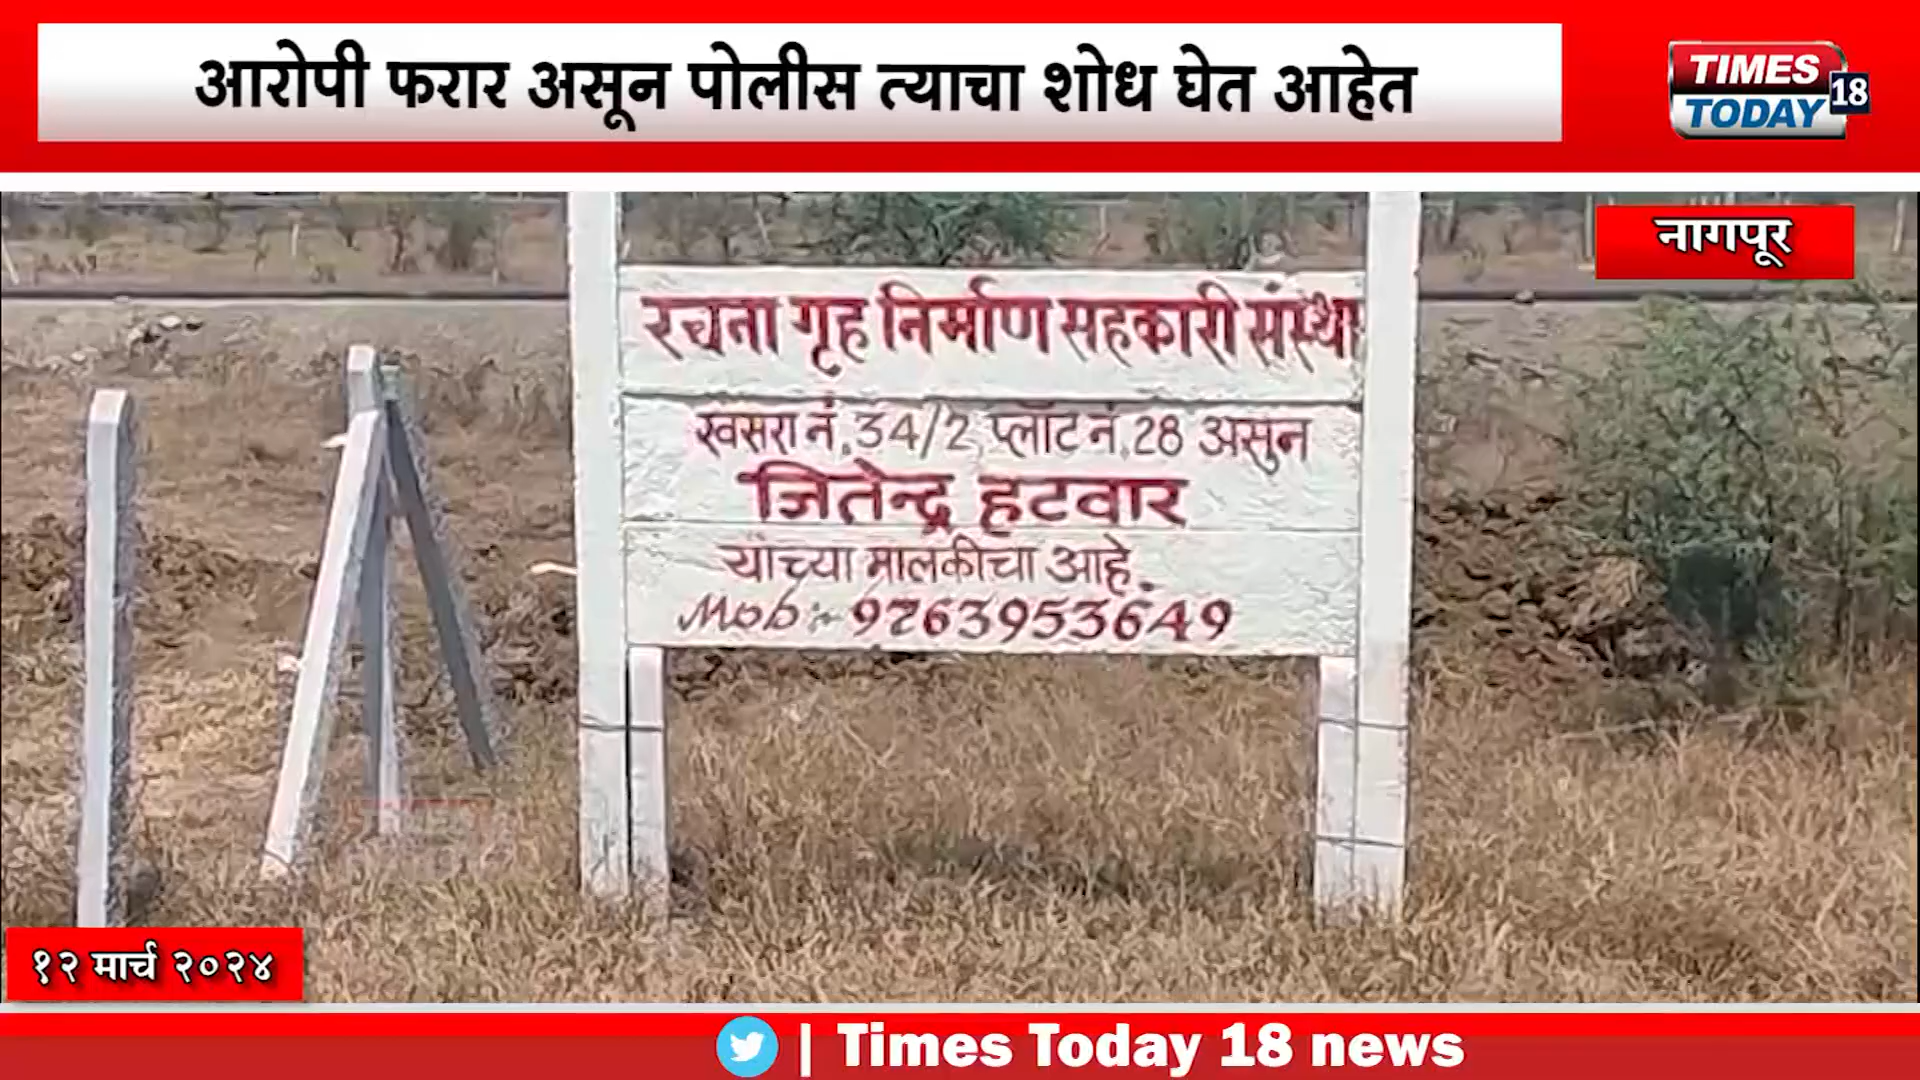 आरोपी फरार असून पोलीस त्याचा शोध घेत आहेत
TIMES
TODAY 18
नागपूर
रचना गृह निर्माण सहकारी संस्था
खसरा नं. 34/2, प्लॉट नं. 28 असुन
जितेन्द्र हटवार
यांच्या मालकीचा आहे.
Mob :- 9763953649
१२ मार्च २०२४
| Times Today 18 news